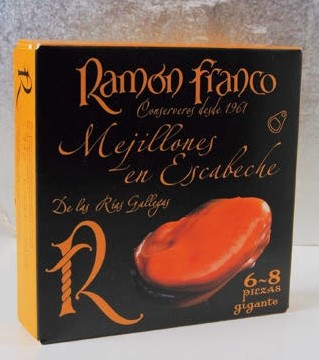 Ramón Franco
Conserveros desde 1961
Mejillones
en Escabeche
De las Rías Gallegas
R
6~8
piezas
gigante
R